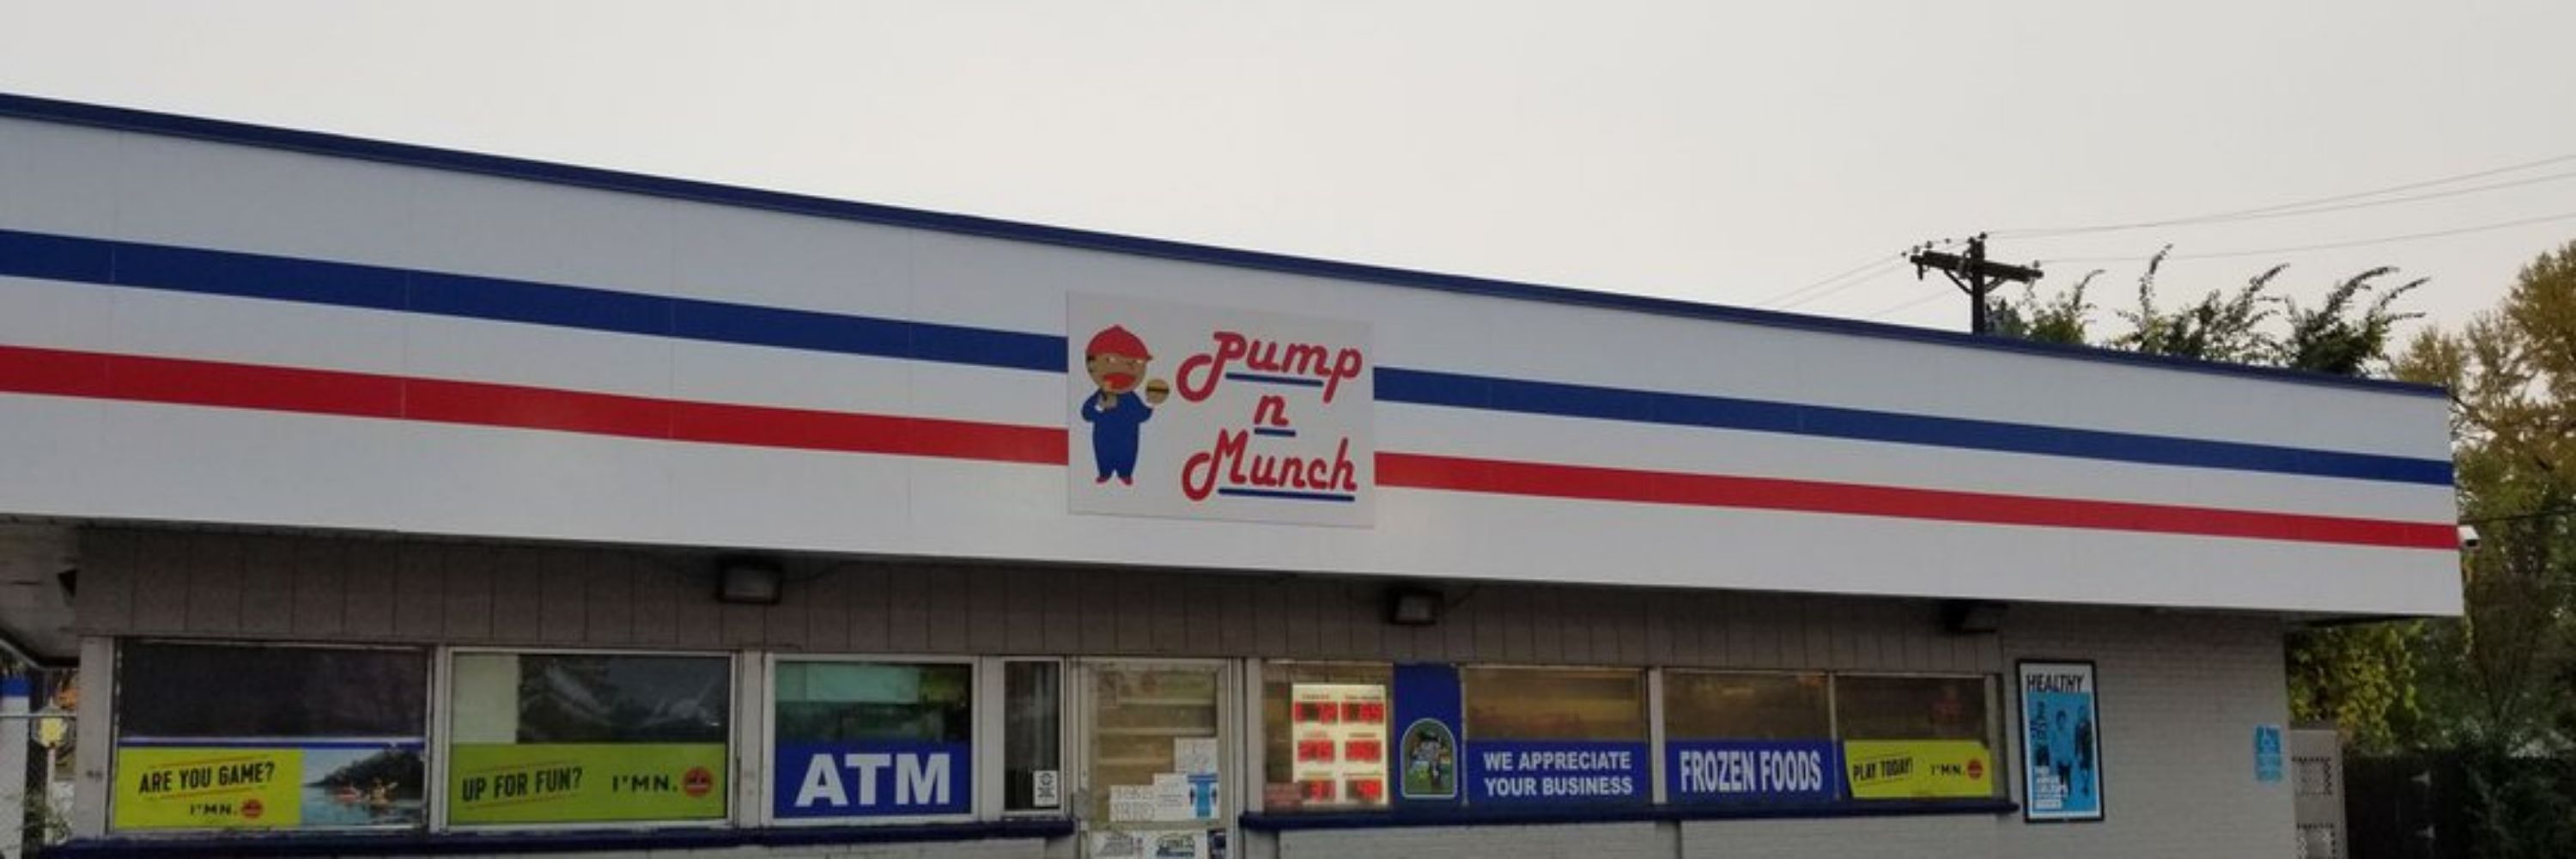 Pump
n
Munch
ARE YOU GAME?
I'MN.
UP FOR FUN?
I'MN.
ATM
WE APPRECIATE
YOUR BUSINESS
FROZEN FOODS
PLAY TODAY!
I'MN.
HEALTHY